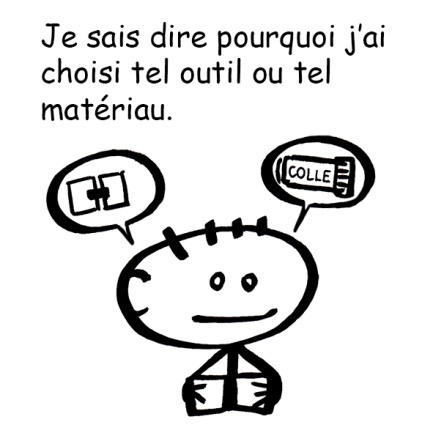 Je sais dire pourquoi j'ai
choisi tel outil ou tel
matériau.
COLLE